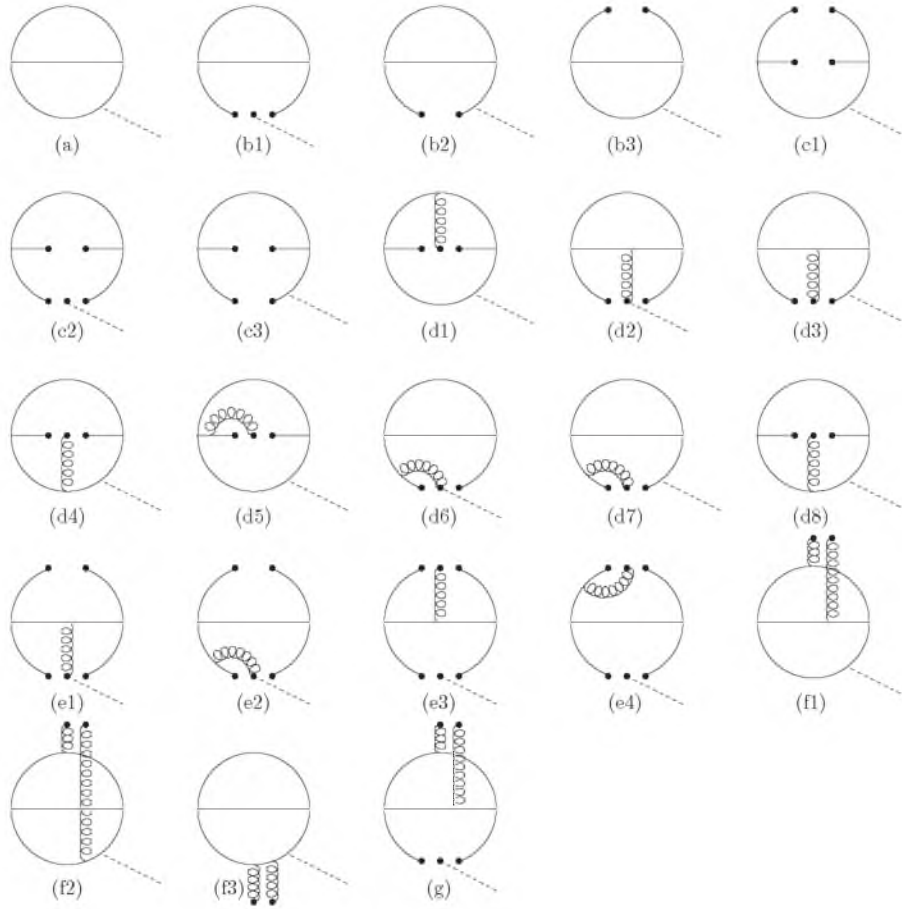 (a) (b1) (b2) (b3) (c1)
(c2) (c3) (d1) (d2) (d3)
(d4) (d5) (d6) (d7) (d8)
(e1) (e2) (e3) (e4) (f1)
(f2) (f3) (g)